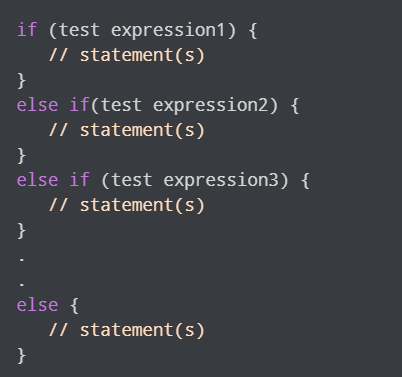 if (test expression1) {
   // statement(s)
}
else if(test expression2) {
   // statement(s)
}
else if (test expression3) {
   // statement(s)
}
.
.
else {
   // statement(s)
}